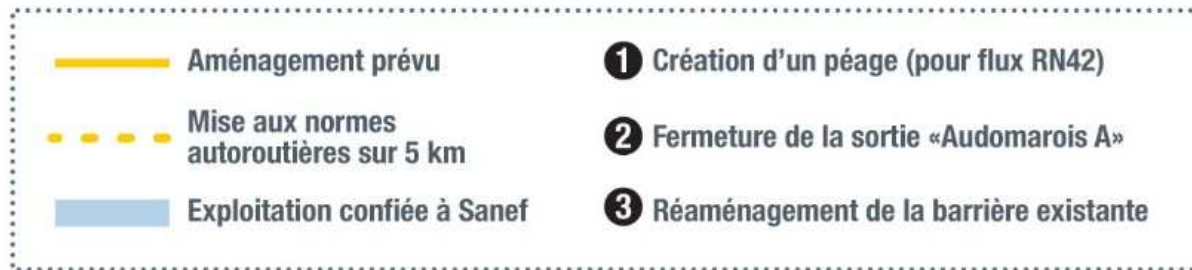 Aménagement prévu
Mise aux normes
autoroutières sur 5 km
Exploitation confiée à Sanef
1 Création d’un péage (pour flux RN42)
2 Fermeture de la sortie «Audomarois A»
3 Réaménagement de la barrière existante